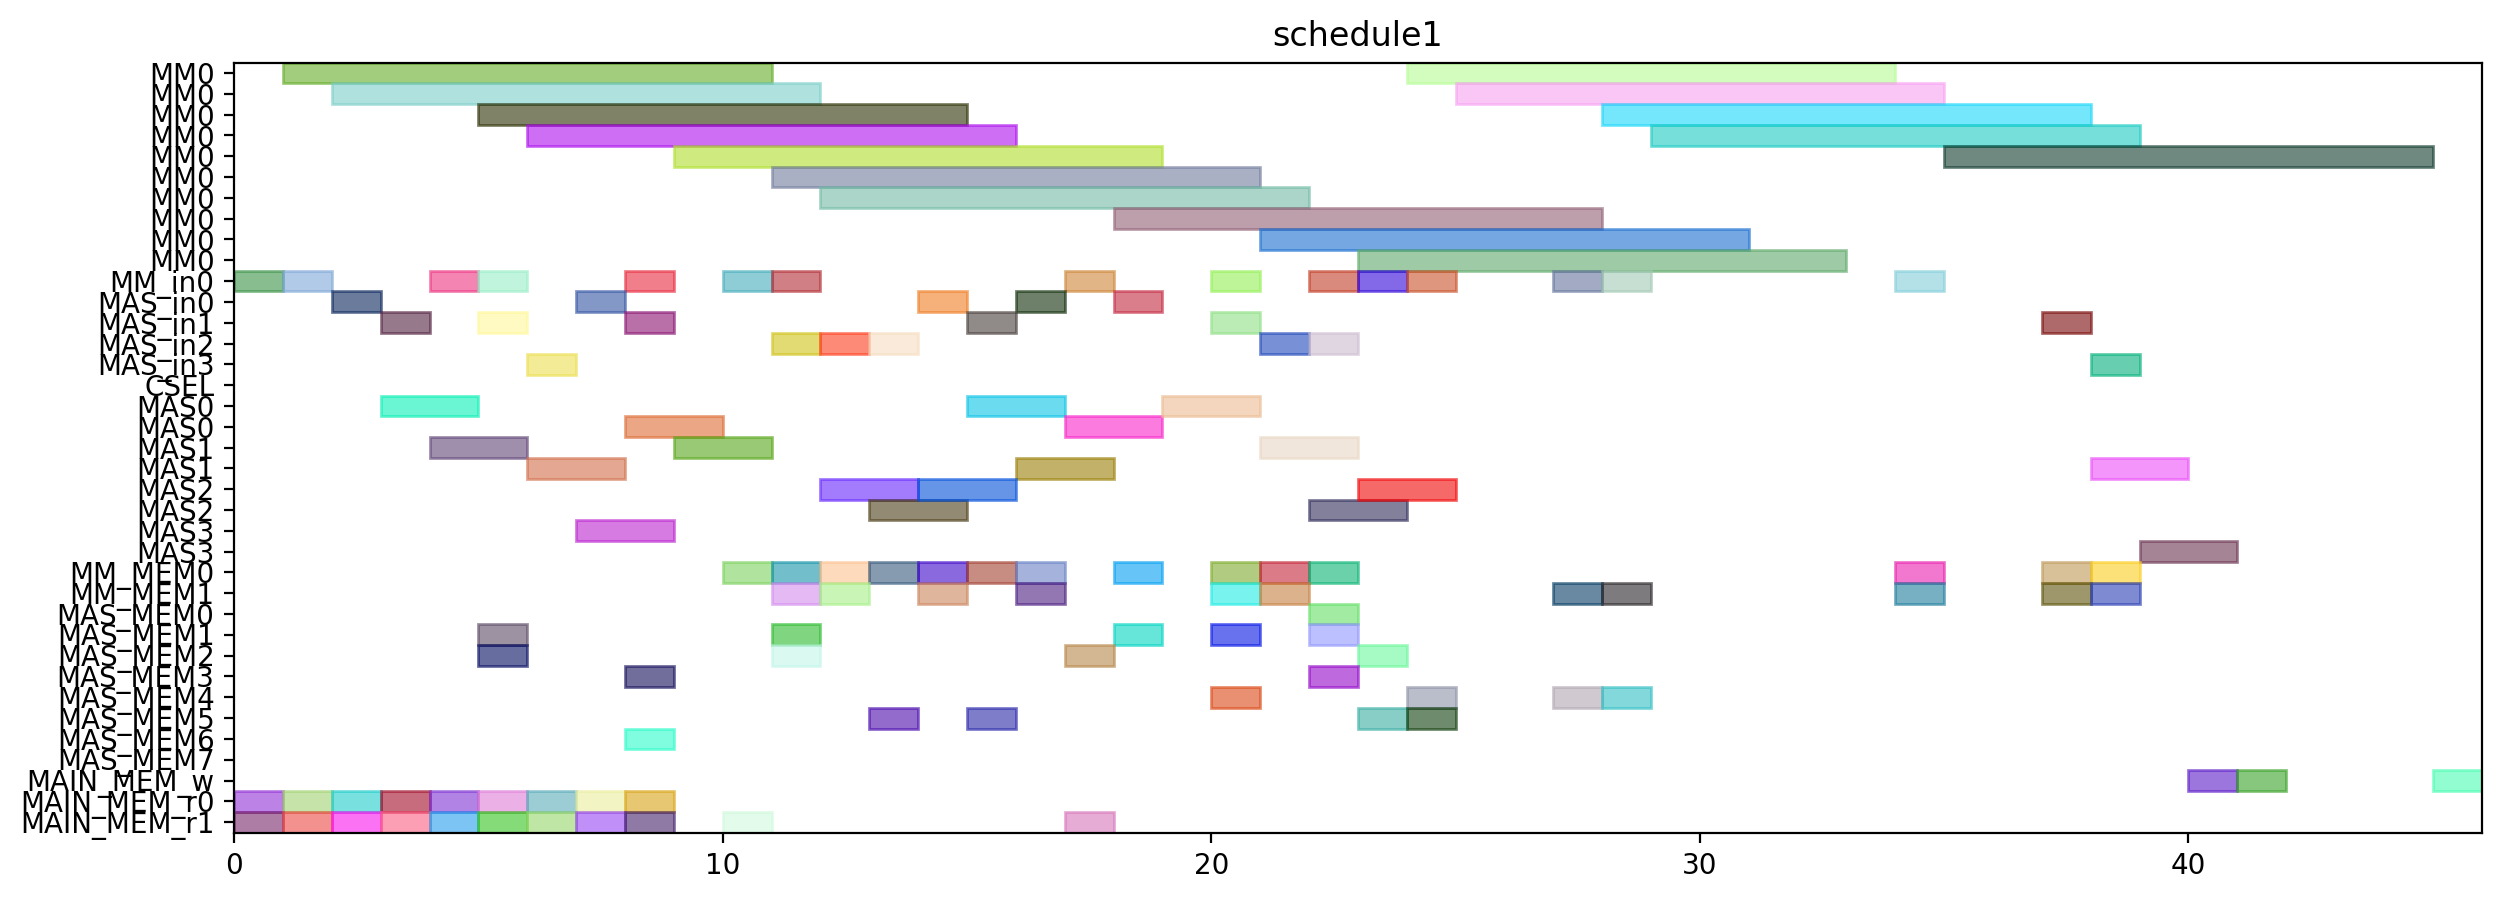 schedule1
MM0
MM0
MM0
MM0
MM0
MM0
MM0
MM0
MM0
MM0
MM_in0
MAS_in0
MAS_in1
MAS_in2
MAS_in3
CSEL
MAS0
MAS0
MAS1
MAS1
MAS2
MAS2
MAS3
MAS3
MM_MEM0
MM_MEM1
MAS_MEM0
MAS_MEM1
MAS_MEM2
MAS_MEM3
MAS_MEM4
MAS_MEM5
MAS_MEM6
MAS_MEM7
MAIN_MEM_w
MAIN_MEM_r0
MAIN_MEM_r1
0 10 20 30 40